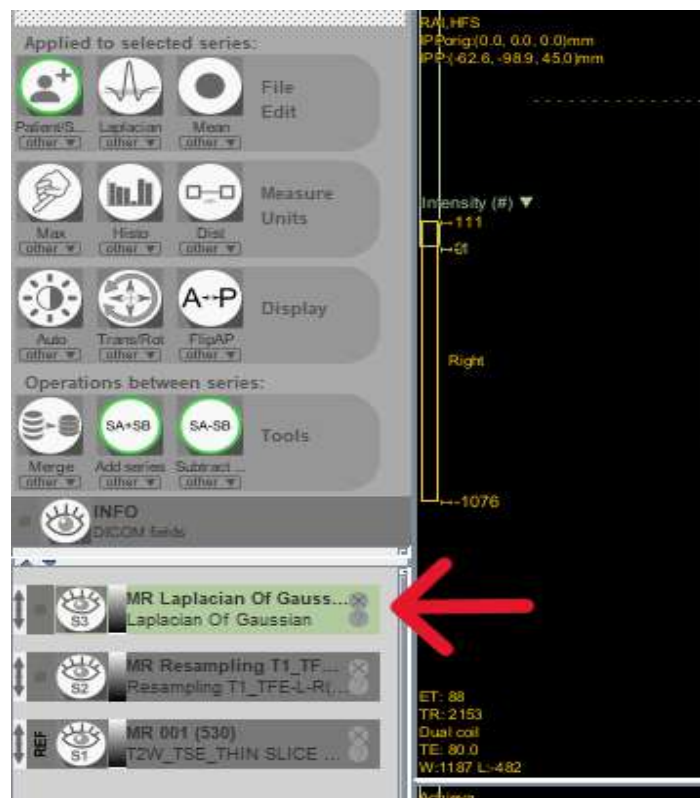 Applied to selected series:
File
Edit
Patient/S... Laplacian Mean
other ▼ other ▼ other ▼
Measure
Units
Max Histo Dist
other ▼ other ▼ other ▼
A↔P
Display
Auto Trans/Rot FlipAP
other ▼ other ▼ other ▼
Operations between series:
SA+SB SA-SB
Tools
Merge Add series Subtract ...
other ▼ other ▼ other ▼
INFO
DICOM fields
MR Laplacian Of Gauss...
S3 Laplacian Of Gaussian
MR Resampling T1_TF...
S2 Resampling T1_TFE-L-R(...
REF
MR 001 (530)
S1 T2W_TSE_THIN SLICE ...
RAI,HFS
IPPorig:(0.0, 0.0, 0.0)mm
IPP:(-62.6, -98.9, 45.0)mm
Intensity (#) ▼
111
Right
-1076
ET: 88
TR: 2153
Dual coil
TE: 80.0
W:1187 L:-482
Achieva